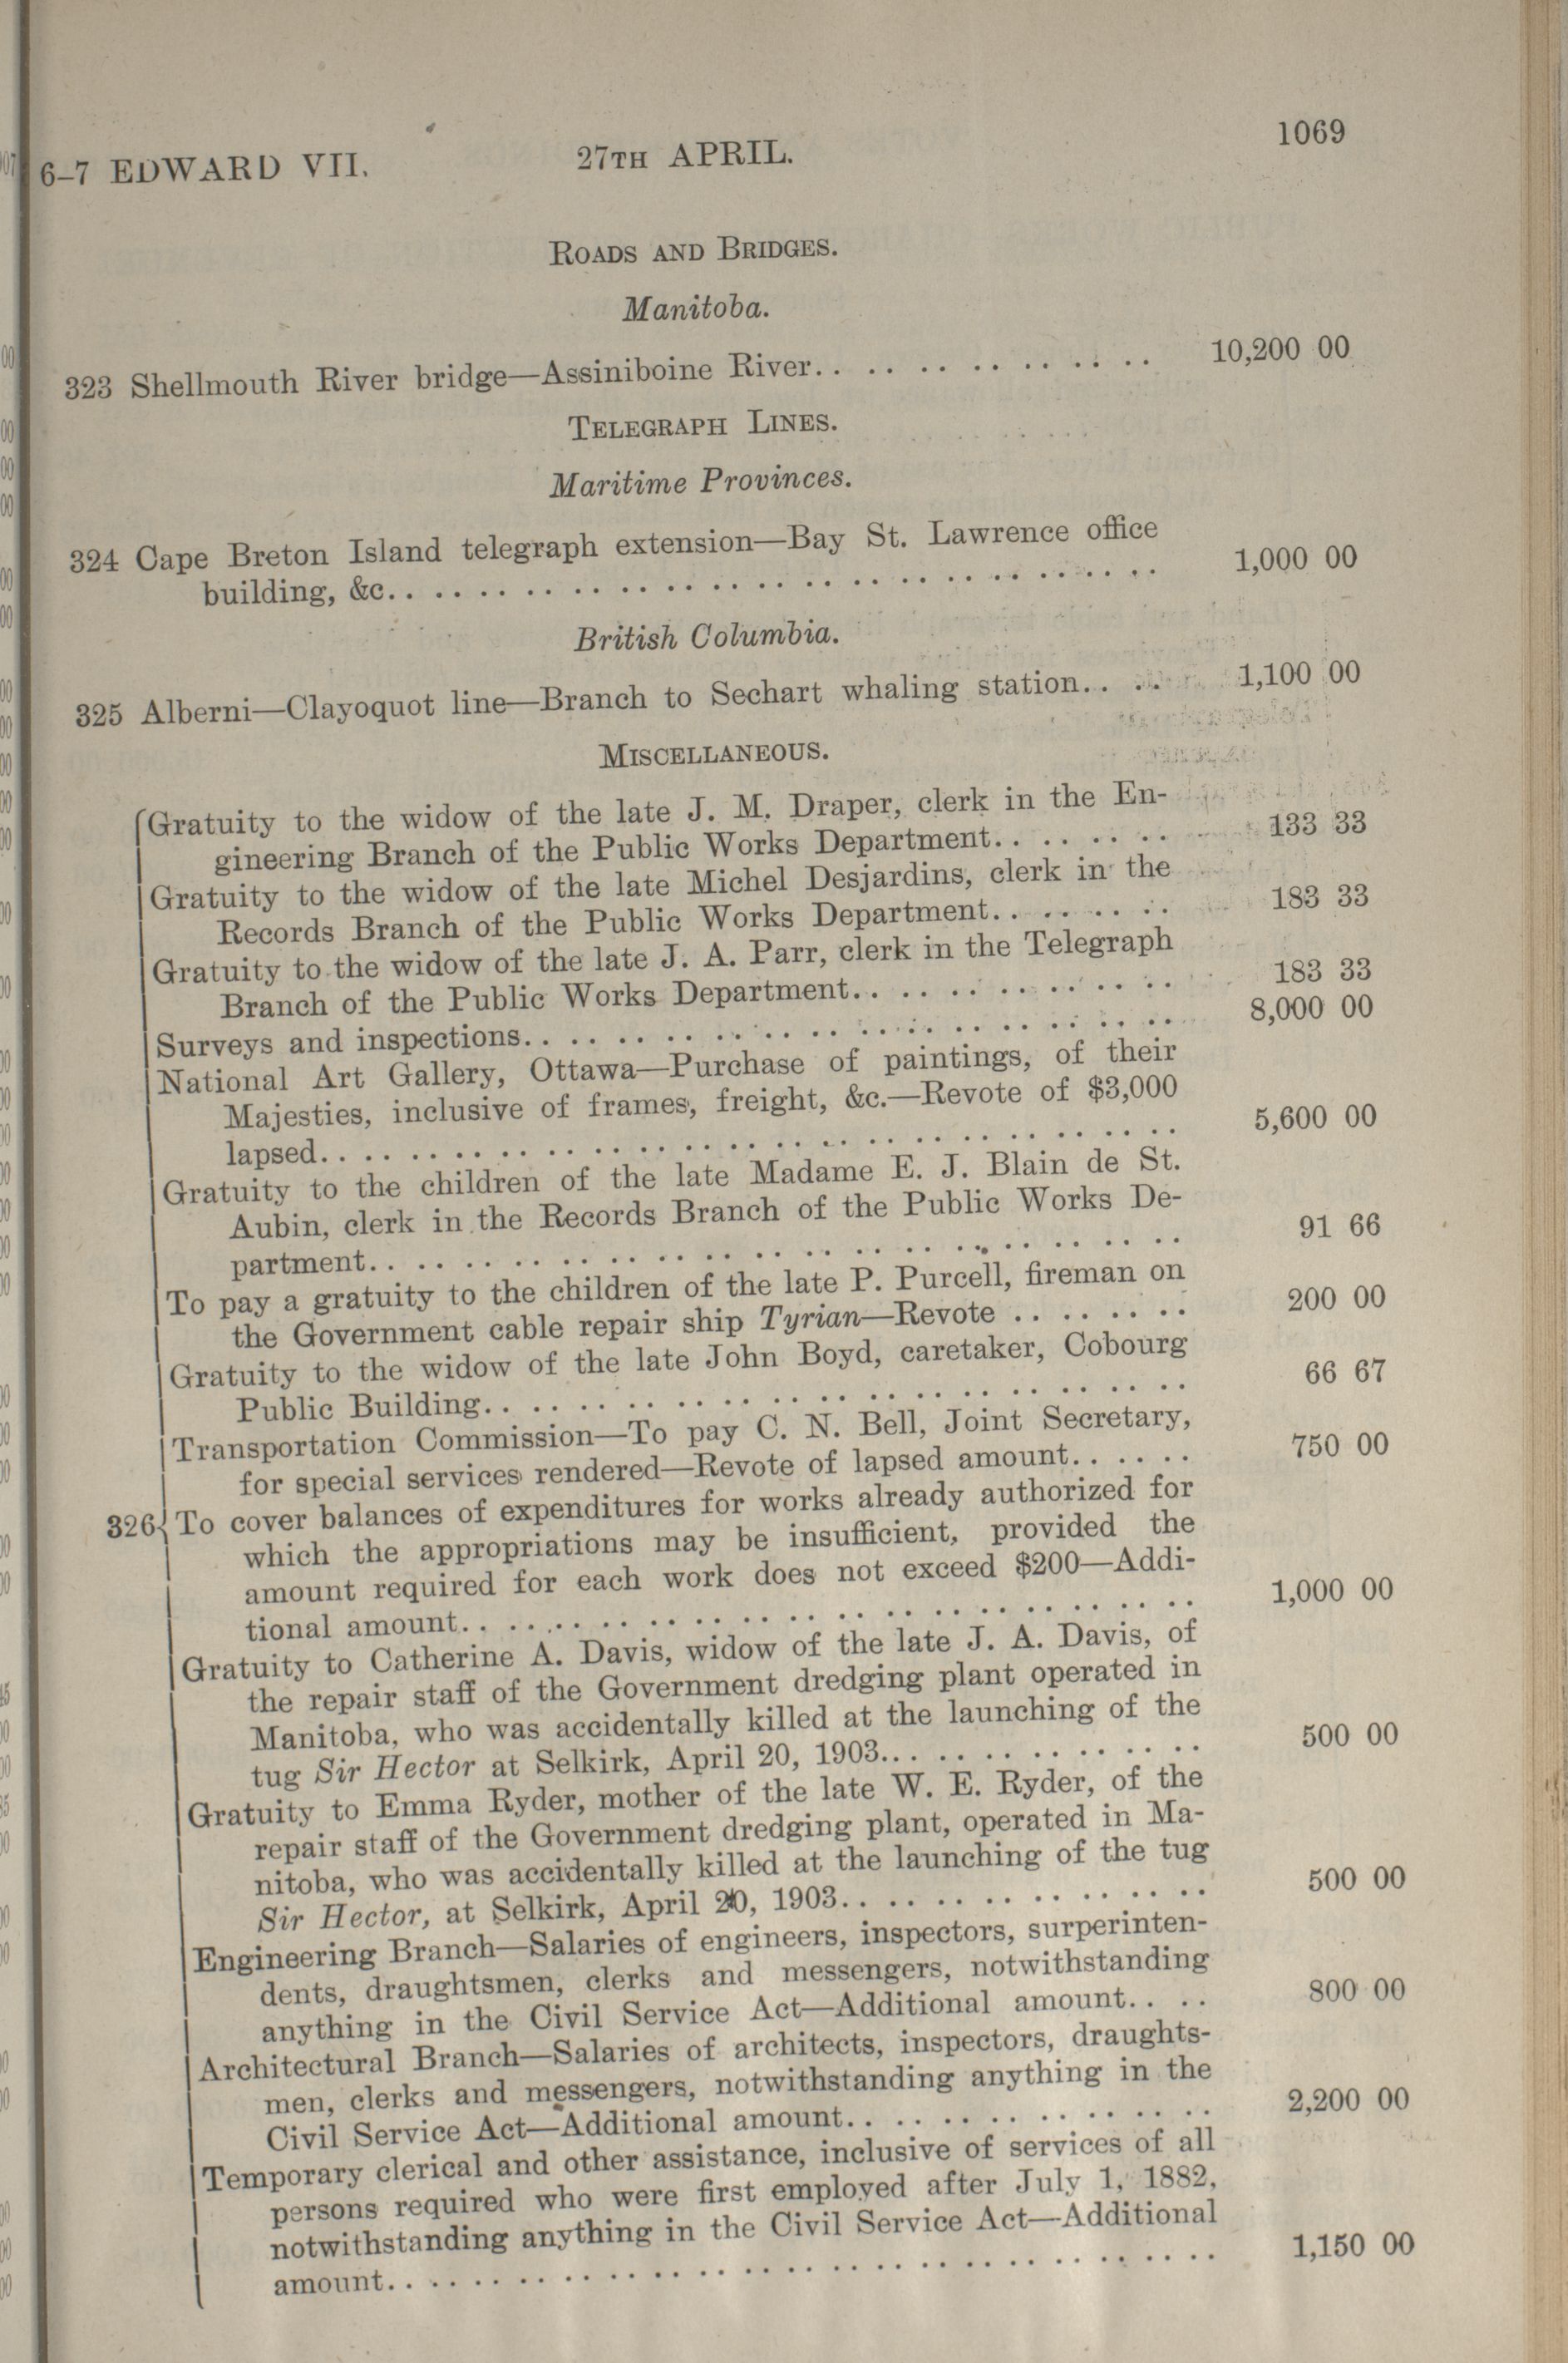 6–7 EDWARD VII. 27TH APRIL. 1069
ROADS AND BRIDGES.
Manitoba.
323 Shellmouth River bridge—Assiniboine River. . . . . . . . . . 10,200 00
TELEGRAPH LINES.
Maritime Provinces.
324 Cape Breton Island telegraph extension—Bay St. Lawrence office
building, &c. . . . . . . . . . . . . . . . . . 1,000 00
British Columbia.
325 Alberni—Clayoquot line—Branch to Sechart whaling station. . . . 1,100 00
MISCELLANEOUS.
Gratuity to the widow of the late J. M. Draper, clerk in the En-
gineering Branch of the Public Works Department. . . . . . . . 133 33
Gratuity to the widow of the late Michel Desjardins, clerk in the
Records Branch of the Public Works Department. . . . . . . . 183 33
Gratuity to the widow of the late J. A. Parr, clerk in the Telegraph
Branch of the Public Works Department. . . . . . . . . . . . 183 33
Surveys and inspections. . . . . . . . . . . . . . . . 8,000 00
National Art Gallery, Ottawa—Purchase of paintings, of their
Majesties, inclusive of frames, freight, &c.—Revote of $3,000
lapsed. . . . . . . . . . . . . . . . . . . . 5,600 00
Gratuity to the children of the late Madame E. J. Blain de St.
Aubin, clerk in the Records Branch of the Public Works De-
partment. . . . . . . . . . . . . . . . . . . 91 66
To pay a gratuity to the children of the late P. Purcell, fireman on
the Government cable repair ship Tyrian—Revote . . . . . . . . 200 00
Gratuity to the widow of the late John Boyd, caretaker, Cobourg
Public Building. . . . . . . . . . . . . . . . 66 67
Transportation Commission—To pay C. N. Bell, Joint Secretary,
for special services rendered—Revote of lapsed amount. . . . . . 750 00
326 To cover balances of expenditures for works already authorized for
which the appropriations may be insufficient, provided the
amount required for each work does not exceed $200—Addi-
tional amount. . . . . . . . . . . . . . . . . 1,000 00
Gratuity to Catherine A. Davis, widow of the late J. A. Davis, of
the repair staff of the Government dredging plant operated in
Manitoba, who was accidentally killed at the launching of the
tug Sir Hector at Selkirk, April 20, 1903. . . . . . . . . . 500 00
Gratuity to Emma Ryder, mother of the late W. E. Ryder, of the
repair staff of the Government dredging plant, operated in Ma-
nitoba, who was accidentally killed at the launching of the tug
Sir Hector, at Selkirk, April 20, 1903. . . . . . . . . . . 500 00
Engineering Branch—Salaries of engineers, inspectors, surperinten-
dents, draughtsmen, clerks and messengers, notwithstanding
anything in the Civil Service Act—Additional amount. . . . 800 00
Architectural Branch—Salaries of architects, inspectors, draughts-
men, clerks and messengers, notwithstanding anything in the
Civil Service Act—Additional amount. . . . . . . . . . . 2,200 00
Temporary clerical and other assistance, inclusive of services of all
persons required who were first employed after July 1, 1882,
notwithstanding anything in the Civil Service Act—Additional
amount. . . . . . . . . . . . . . . . . . . . 1,150 00